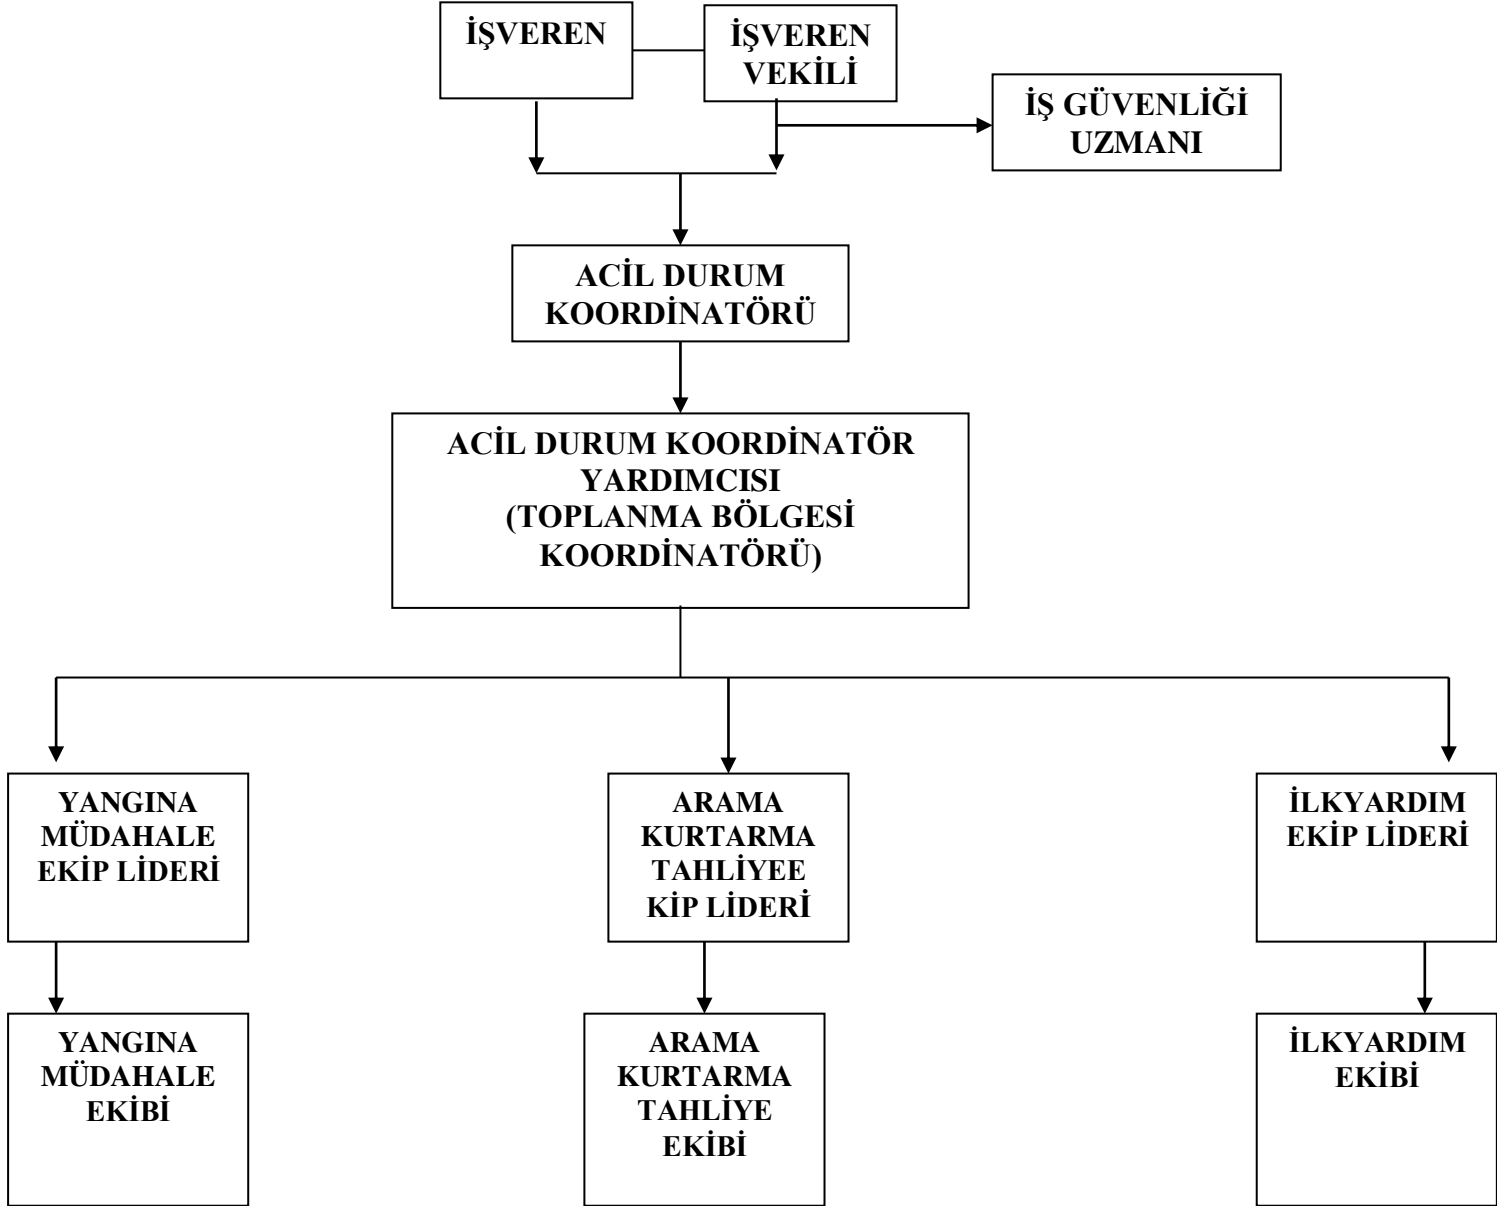 İŞVEREN
İŞVEREN
VEKİLİ
İŞ GÜVENLİĞİ
UZMANI
ACİL DURUM
KOORDİNATÖRÜ
ACİL DURUM KOORDİNATÖR
YARDIMCISI
(TOPLANMA BÖLGESİ
KOORDİNATÖRÜ)
YANGINA
MÜDAHALE
EKİP LİDERİ
ARAMA
KURTARMA
TAHLİYEE
KİP LİDERİ
İLKYARDIM
EKİP LİDERİ
YANGINA
MÜDAHALE
EKİBİ
ARAMA
KURTARMA
TAHLİYE
EKİBİ
İLKYARDIM
EKİBİ